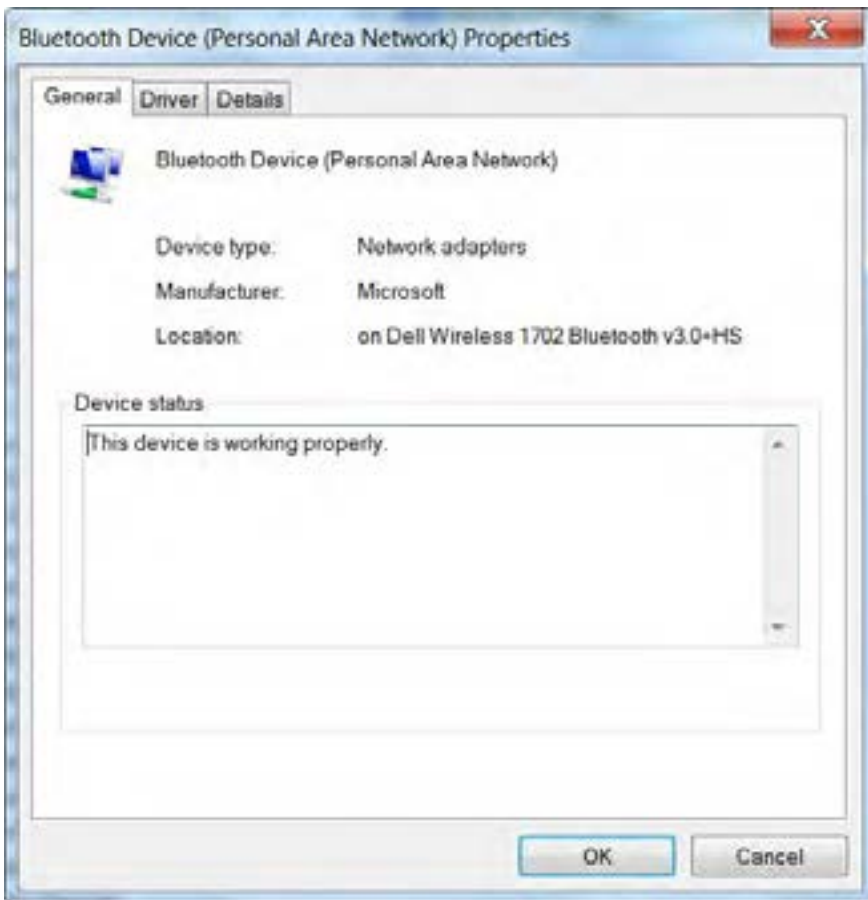 Bluetooth Device (Personal Area Network) Properties
General Driver Details
Bluetooth Device (Personal Area Network)
Device type: Network adapters
Manufacturer: Microsoft
Location: on Dell Wireless 1702 Bluetooth v3.0+HS
Device status
This device is working properly.
OK Cancel